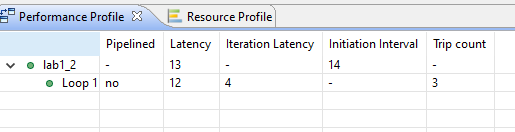 Performance Profile Resource Profile
Pipelined Latency Iteration Latency Initiation Interval Trip count
lab1_2 - 13 - 14 -
Loop 1 no 12 4 - 3